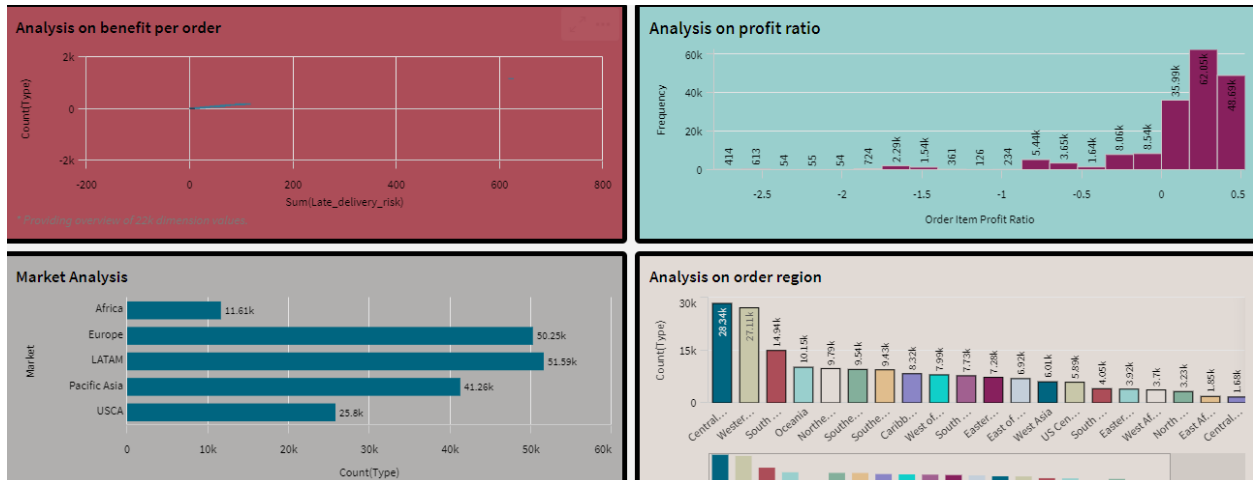 Analysis on benefit per order
2k
0
-2k
Count(Type)
-200
0
200
400
600
800
Sum(Late_delivery_risk)
* Providing overview of 22k dimension values.
Analysis on profit ratio
60k
40k
20k
0
Frequency
414
613
54
55
54
724
2.29k
1.54k
361
126
234
5.44k
3.65k
1.64k
8.06k
8.54k
35.99k
62.05k
48.69k
-2.5
-2
-1.5
-1
-0.5
0
0.5
Order Item Profit Ratio
Market Analysis
Market
Africa
11.61k
Europe
50.25k
LATAM
51.59k
Pacific Asia
41.26k
USCA
25.8k
0
10k
20k
30k
40k
50k
60k
Count(Type)
Analysis on order region
30k
15k
0
Count(Type)
28.34k
27.11k
14.94k
10.15k
9.79k
9.54k
9.43k
8.32k
7.99k
7.73k
7.28k
6.92k
6.01k
5.89k
4.05k
3.92k
3.7k
3.23k
1.85k
1.68k
Central...
Wester...
South ...
Oceania
Northe...
Southe...
Southe...
Caribb...
West of...
South ...
Easter...
East of ...
West Asia
US Cen...
South ...
Easter...
West Af...
North ...
East Af...
Central...